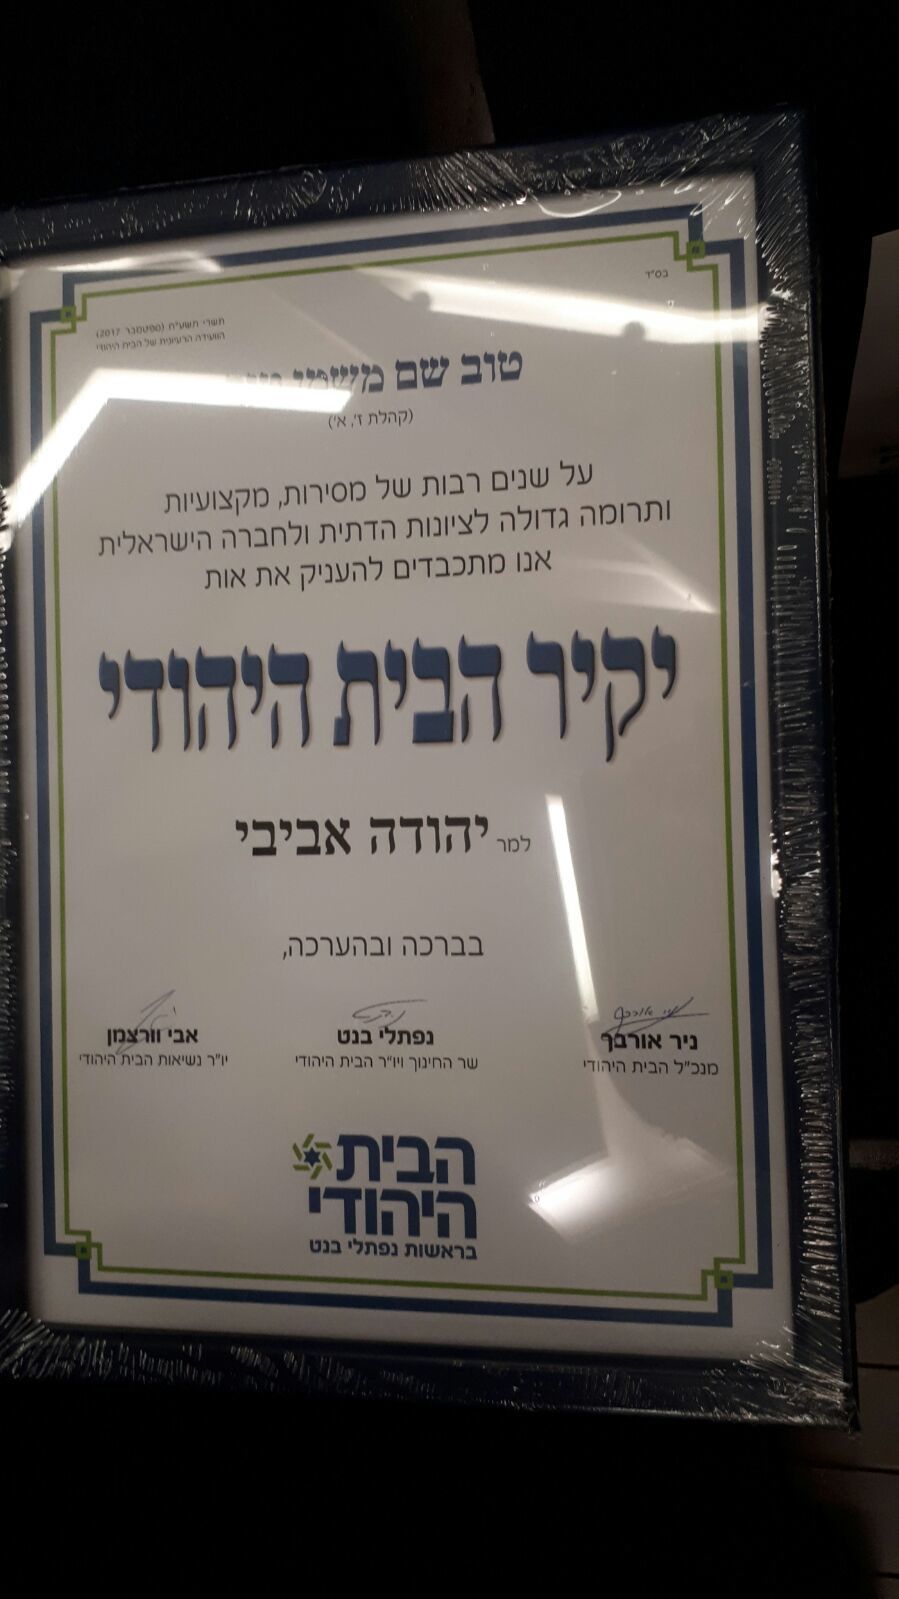 בס"ד
תשרי תשע"ח (ספטמבר 2017)
הוועידה הרעיונית של הבית היהודי
טוב שם משמן
(קהלת ז', א')
על שנים רבות של מסירות, מקצועיות
ותרומה גדולה לציונות הדתית ולחברה הישראלית
אנו מתכבדים להעניק את אות
יקיר הבית היהודי
למר יהודה אביבי
בברכה ובהערכה,
ניר אורבך
מנכ"ל הבית היהודי
נפתלי בנט
שר החינוך ויו"ר הבית היהודי
אבי וורצמן
יו"ר נשיאות הבית היהודי
הבית
היהודי
בראשות נפתלי בנט